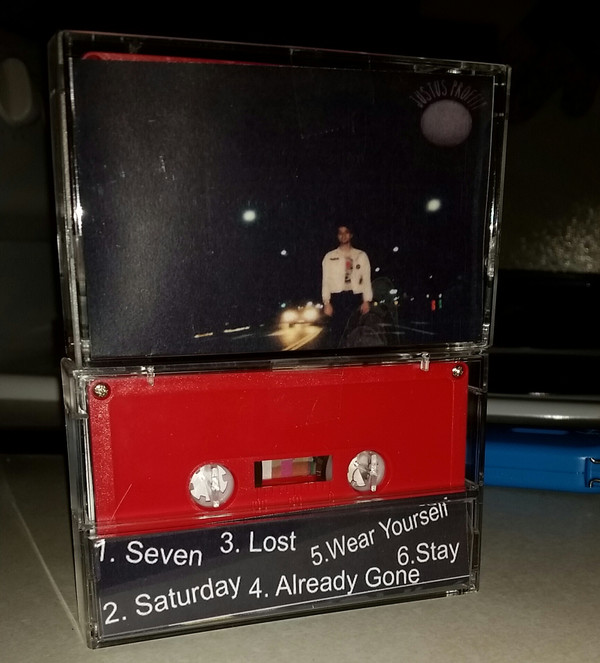 JUSTUS PROFFIT
1. Seven 3. Lost 5.Wear Yourself
2. Saturday 4. Already Gone 6.Stay